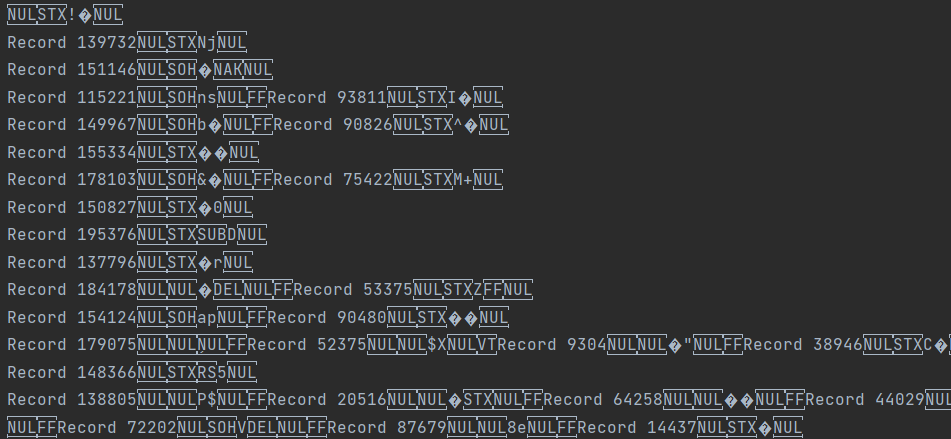 NULSTX!�NUL
Record 139732NULSTXNjNUL
Record 151146NULSOH�NAKNUL
Record 115221NULSOHnsNULFFRecord 93811NULSTXI�NUL
Record 149967NULSOHb�NULFFRecord 90826NULSTX^�NUL
Record 155334NULSTX��NUL
Record 178103NULSOH&�NULFFRecord 75422NULSTXM+NUL
Record 150827NULSTX�0NUL
Record 195376NULSTXSUBDNUL
Record 137796NULSTX�rNUL
Record 184178NULNUL�DELNULFFRecord 53375NULSTXZFFNUL
Record 154124NULSOHapNULFFRecord 90480NULSTX��NUL
Record 179075NULNULNULFFRecord 52375NULNUL$XNULVTRecord 9304NULNUL�"NULFFRecord 38946NULSTXC�
Record 148366NULSTXRS5NUL
Record 138805NULNULP$NULFFRecord 20516NULNUL�STXNULFFRecord 64258NULNUL��NULFFRecord 44029NUL
NULFFRecord 72202NULSOHVDELNULFFRecord 87679NULNUL8eNULFFRecord 14437NULSTX�NUL